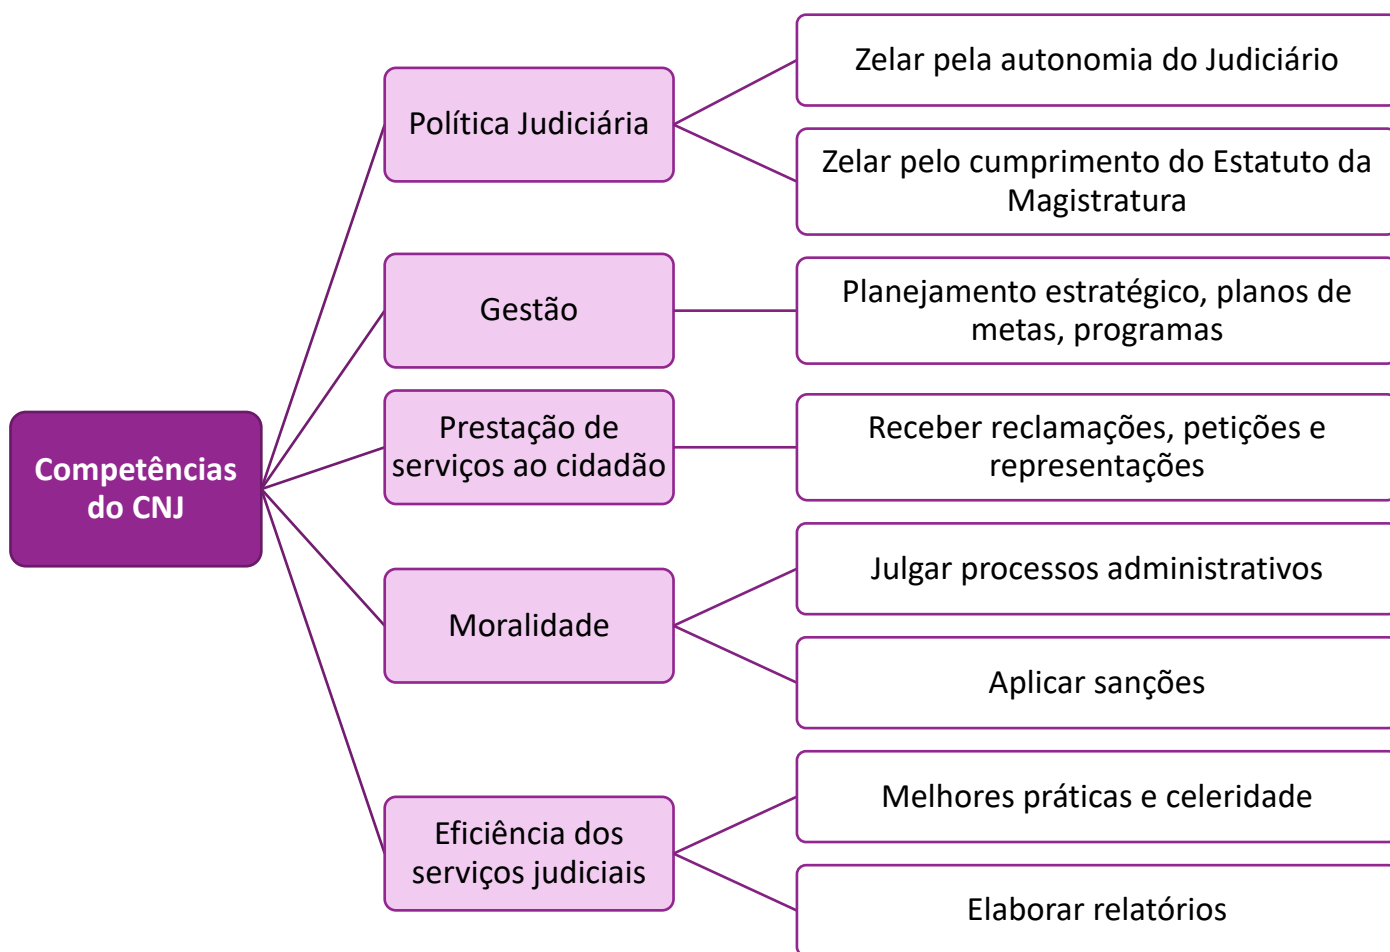 Competências
do CNJ
Política Judiciária
Zelar pela autonomia do Judiciário
Zelar pelo cumprimento do Estatuto da
Magistratura
Gestão
Planejamento estratégico, planos de
metas, programas
Prestação de
serviços ao cidadão
Receber reclamações, petições e
representações
Moralidade
Julgar processos administrativos
Aplicar sanções
Eficiência dos
serviços judiciais
Melhores práticas e celeridade
Elaborar relatórios